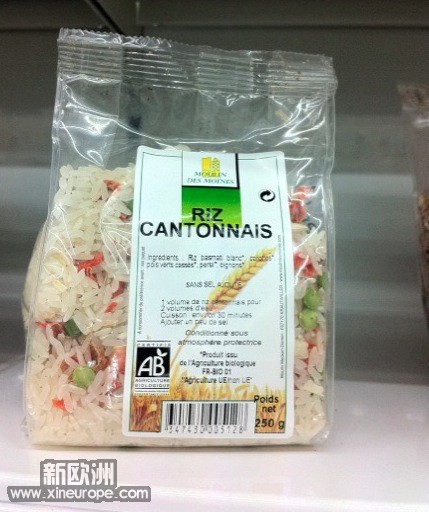 MOULIN
DES MOINES
RIZ
CANTONNAIS
Ingrédients : Riz basmati blanc*, carottes*,
pois verts cassés*, persil*, oignons*
SANS SEL AJOUTÉ
1 volume de riz cantonnais pour
2 volumes d'eau
Cuisson : environ 30 minutes
Ajouter un peu de sel
Conditionné sous
atmosphère protectrice
*Produit issu
de l'Agriculture biologique
FR-BIO 01
"Agriculture UE/non UE"
CERTIFIÉ
AB
AGRICULTURE
BIOLOGIQUE
Poids
net
250 g
新欧洲
www.xineurope.com